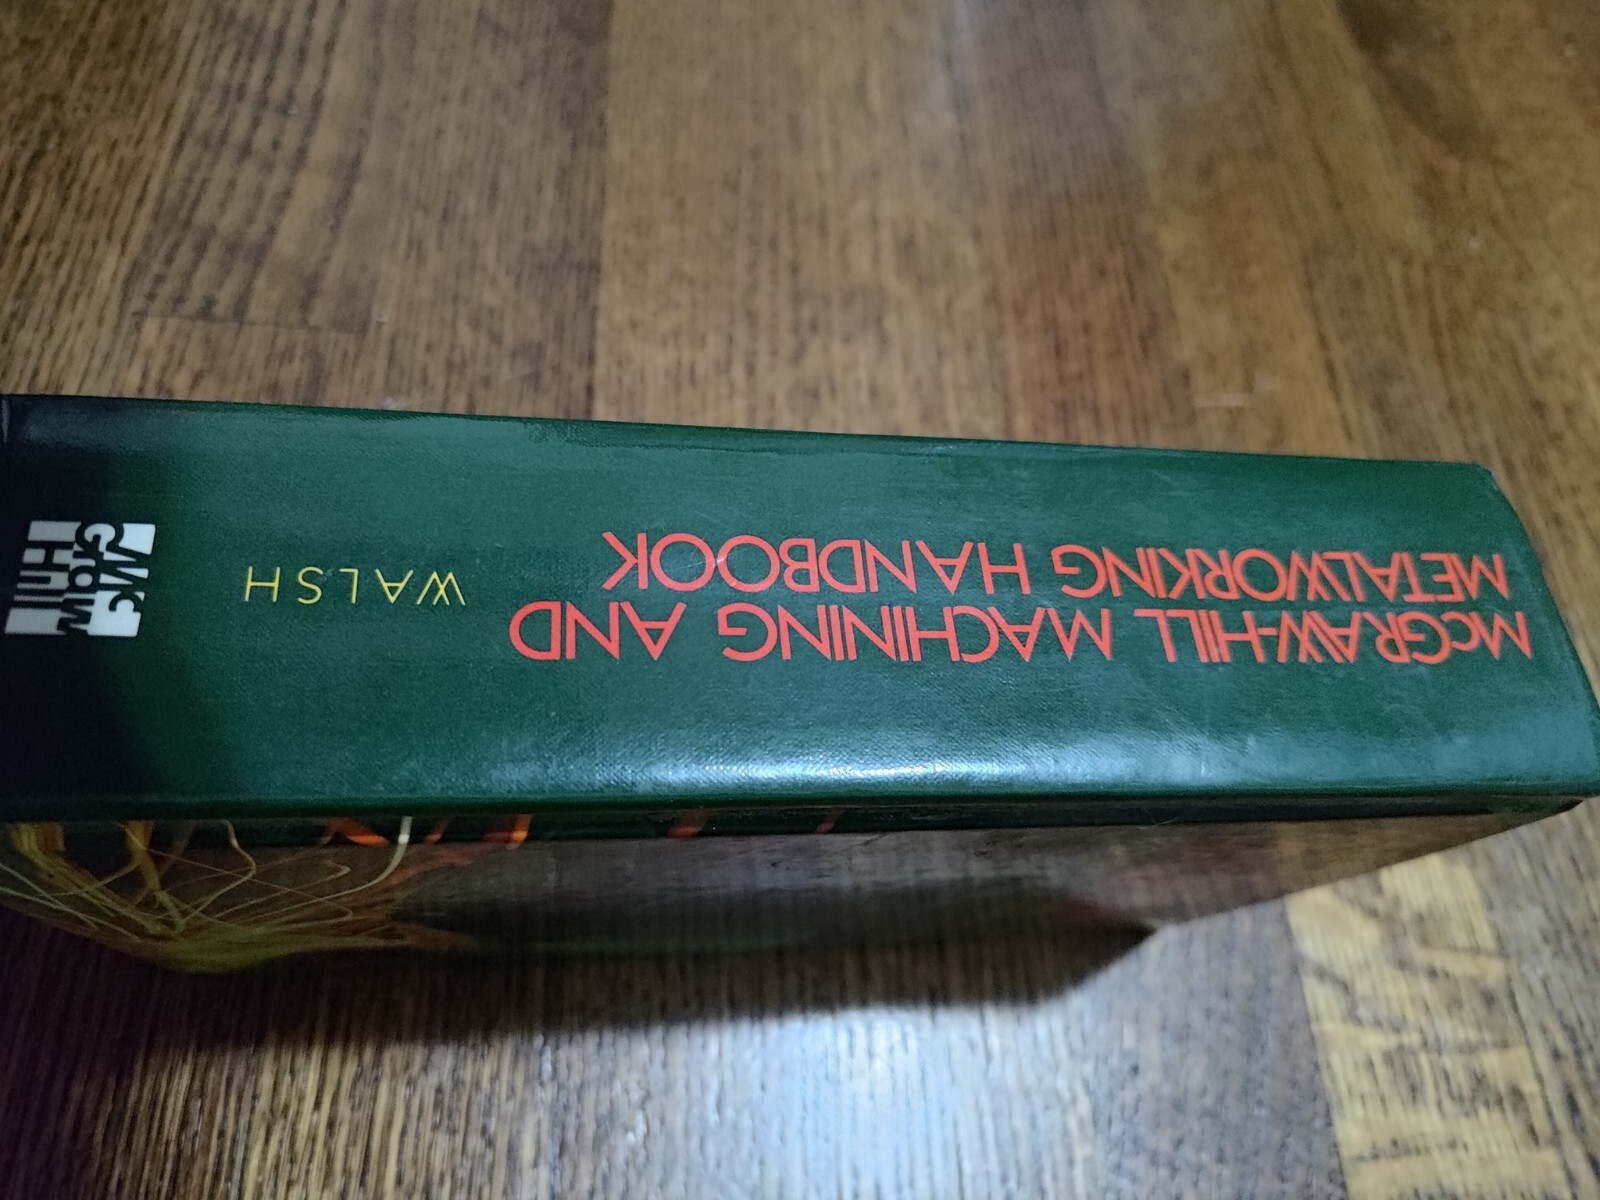 McGRAW-HILL MACHINING AND
METALWORKING HANDBOOK
WALSH
Mc
Graw
Hill